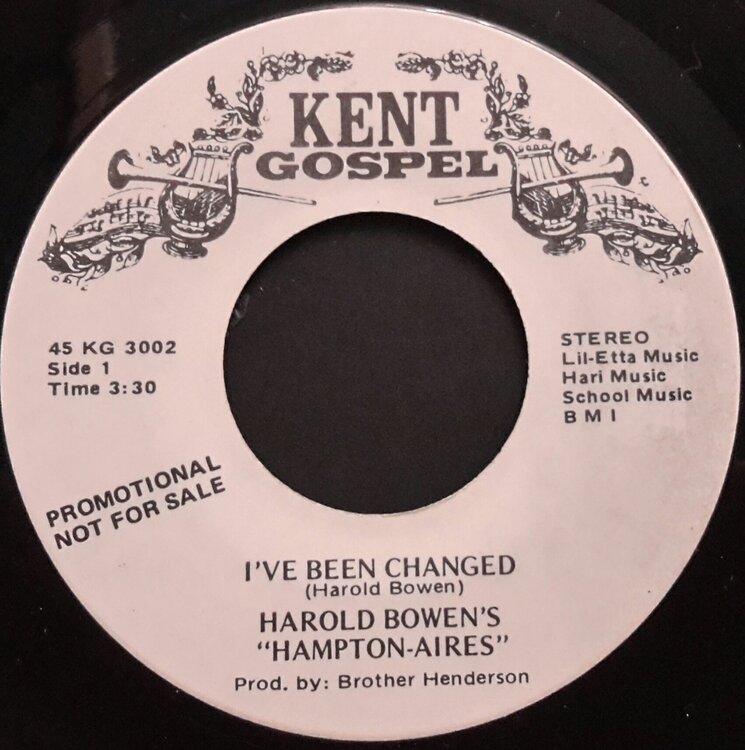 KENT
GOSPEL
45 KG 3002
Side 1
Time 3:30
STEREO
Lil-Etta Music
Hari Music
School Music
B M I
PROMOTIONAL
NOT FOR SALE
I'VE BEEN CHANGED
(Harold Bowen)
HAROLD BOWEN'S
"HAMPTON-AIRES"
Prod. by: Brother Henderson